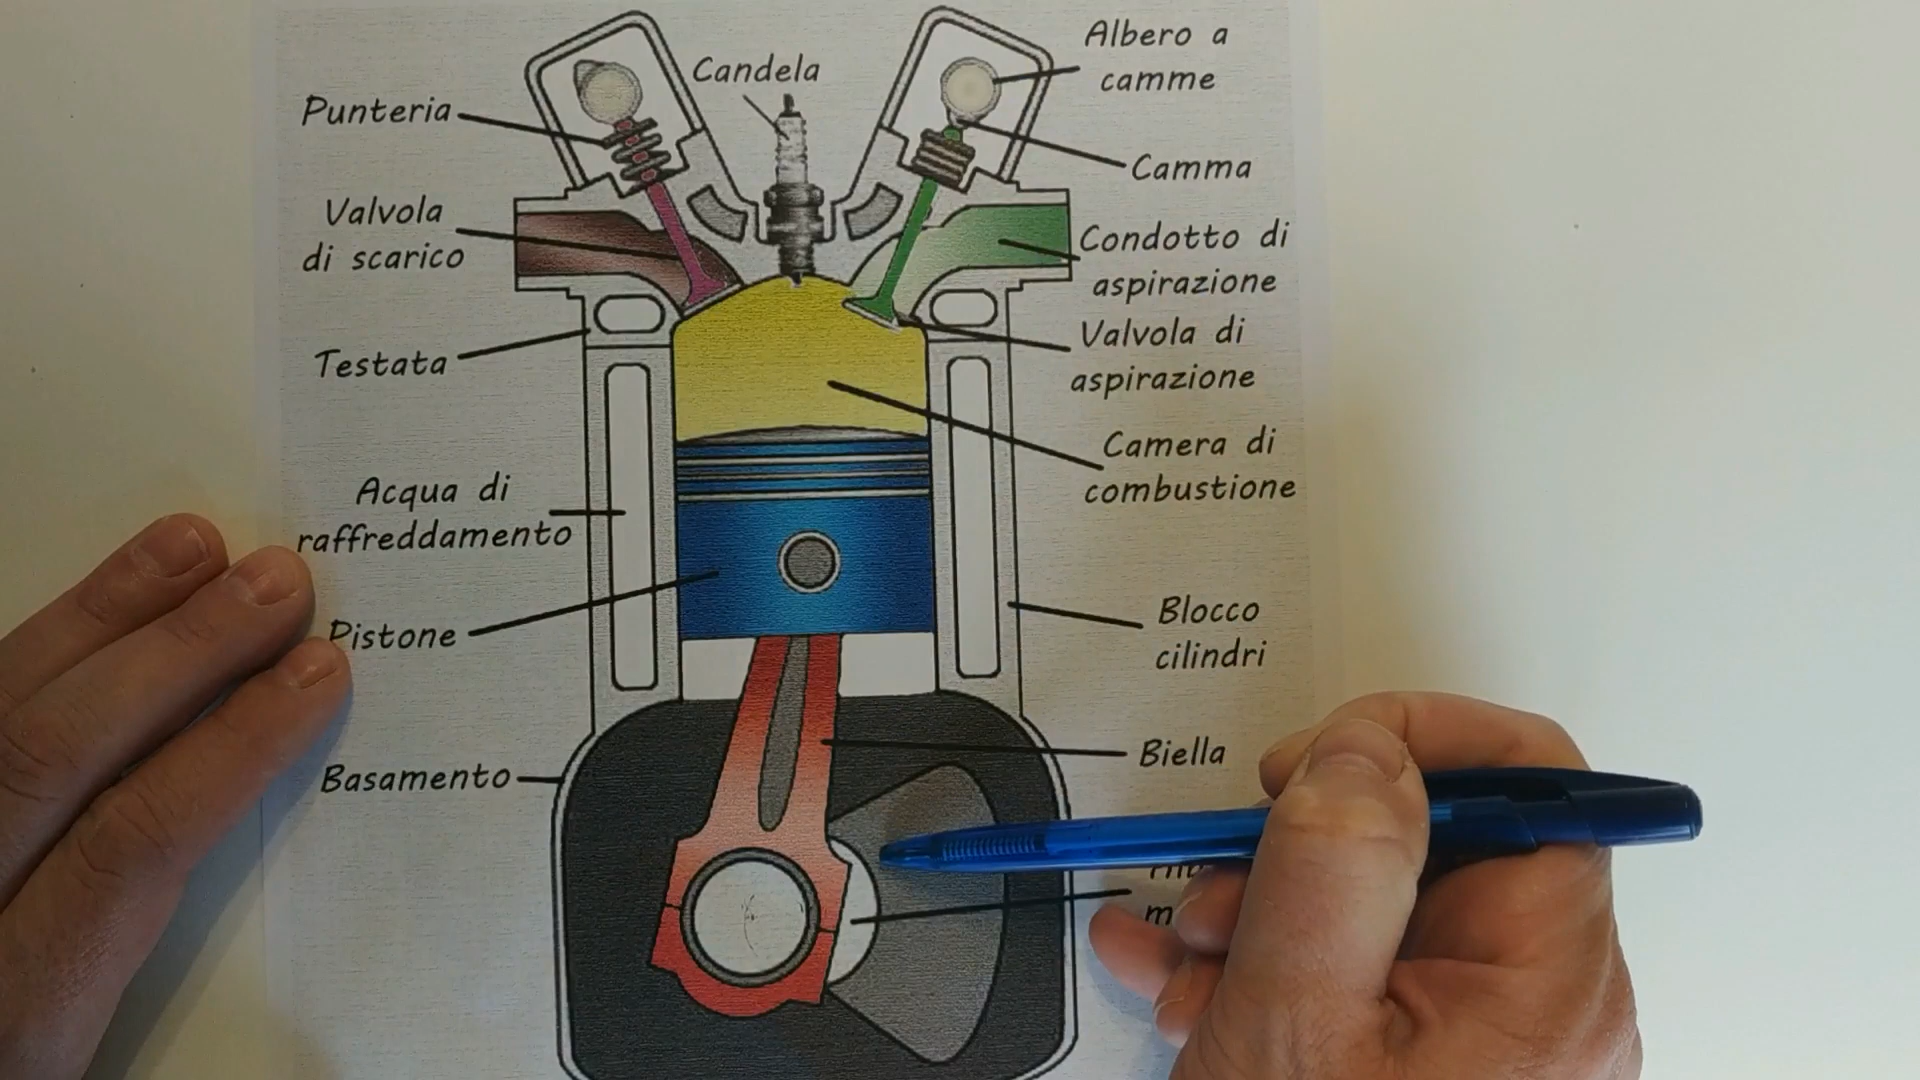 Candela
Albero a
camme
Punteria
Camma
Valvola
di scarico
Condotto di
aspirazione
Valvola di
aspirazione
Testata
Camera di
combustione
Acqua di
raffreddamento
Pistone
Blocco
cilindri
Biella
Basamento